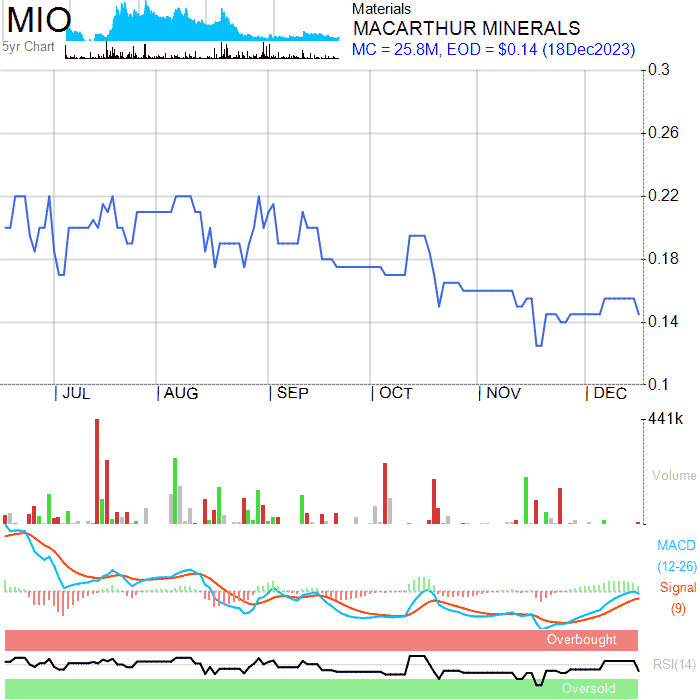 MIO
5yr Chart
Materials
MACARTHUR MINERALS
MC = 25.8M, EOD = $0.14 (18Dec2023)
0.3
0.26
0.22
0.18
0.14
0.1
JUL AUG SEP OCT NOV DEC
441k
Volume
MACD
(12-26)
Signal
(9)
Overbought
RSI(14)
Oversold